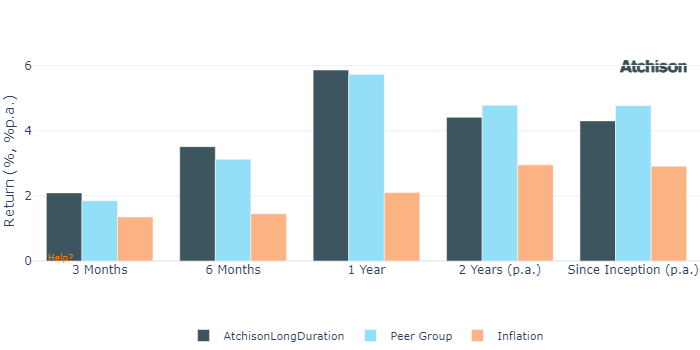 Atchison
Return (%, %p.a.)
6
4
2
0
Help?
3 Months
6 Months
1 Year
2 Years (p.a.)
Since Inception (p.a.)
AtchisonLongDuration
Peer Group
Inflation